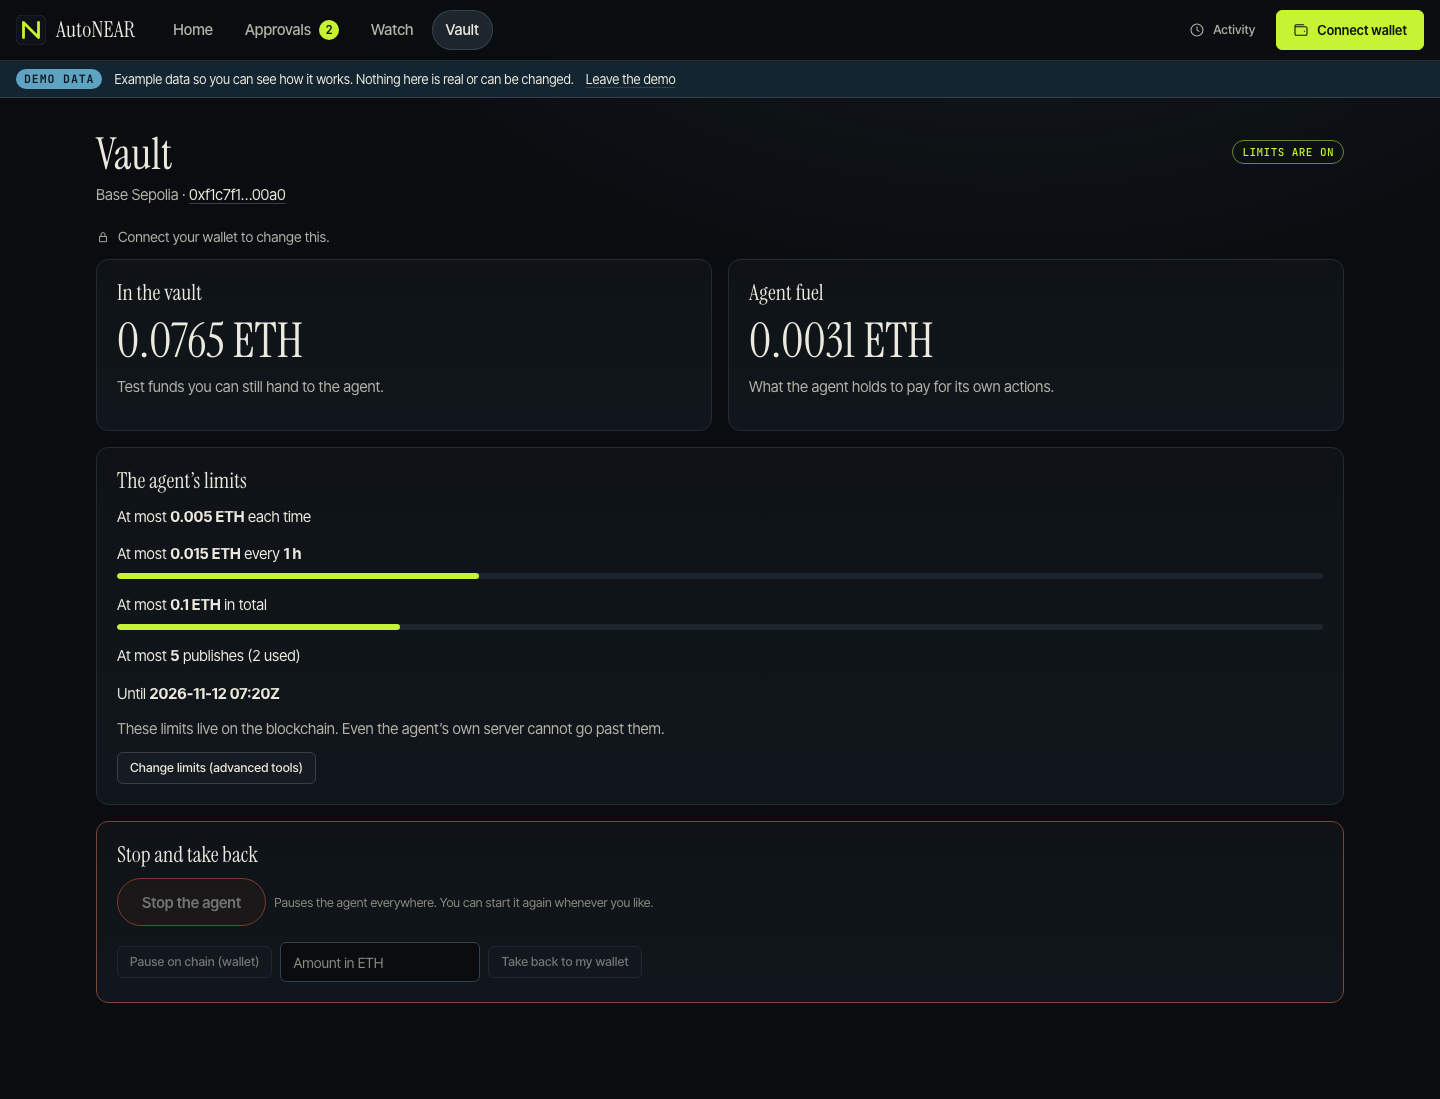 AutoNEAR
Home
Approvals 2
Watch
Vault
Activity
Connect wallet
DEMO DATA
Example data so you can see how it works. Nothing here is real or can be changed. Leave the demo
Vault
LIMITS ARE ON
Base Sepolia · 0xf1c7f1…00a0
Connect your wallet to change this.
In the vault
0.0765 ETH
Test funds you can still hand to the agent.
Agent fuel
0.0031 ETH
What the agent holds to pay for its own actions.
The agent’s limits
At most 0.005 ETH each time
At most 0.015 ETH every 1 h
At most 0.1 ETH in total
At most 5 publishes (2 used)
Until 2026-11-12 07:20Z
These limits live on the blockchain. Even the agent’s own server cannot go past them.
Change limits (advanced tools)
Stop and take back
Stop the agent
Pauses the agent everywhere. You can start it again whenever you like.
Pause on chain (wallet)
Amount in ETH
Take back to my wallet